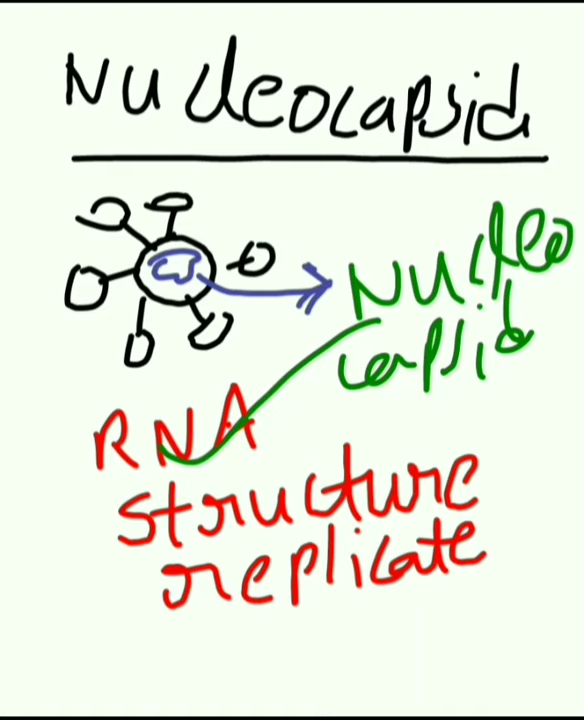 Nucleocapsid
Nucleo
capsid
RNA
structure
replicate